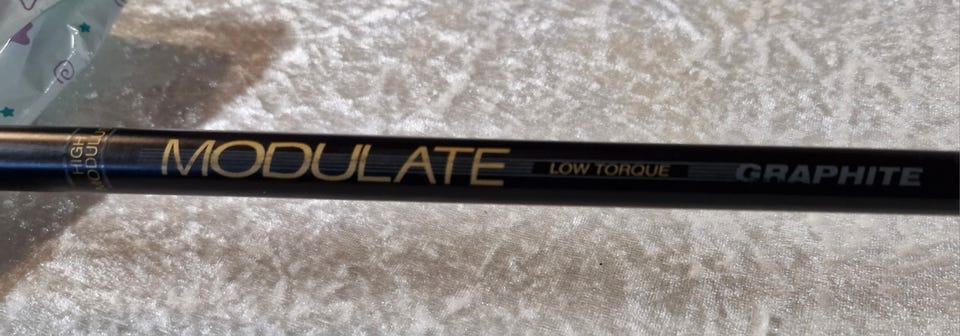 HIGH
MODULUS
MODULATE LOW TORQUE GRAPHITE